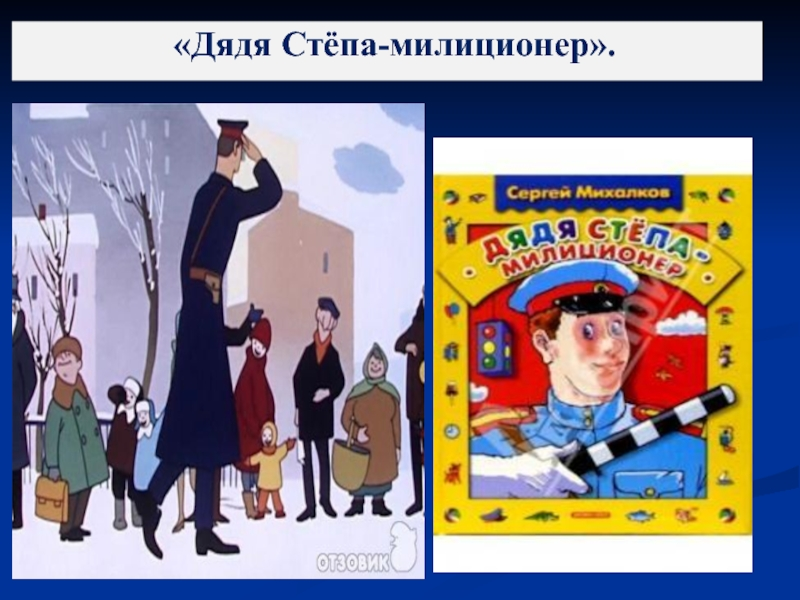 «Дядя Стёпа-милиционер».
Сергей Михалков
ДЯДЯ СТЁПА-
МИЛИЦИОНЕР
ОТЗОВИК